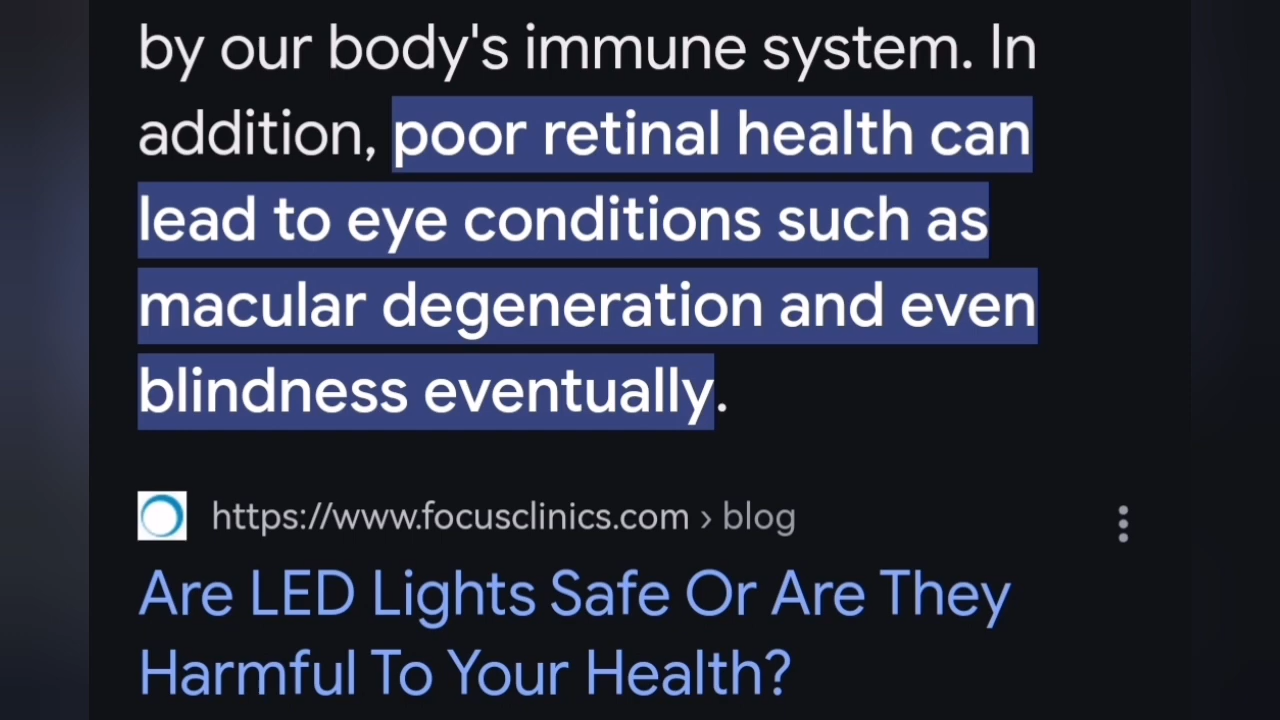 by our body's immune system. In
addition, poor retinal health can
lead to eye conditions such as
macular degeneration and even
blindness eventually.
https://www.focusclinics.com › blog
Are LED Lights Safe Or Are They
Harmful To Your Health?